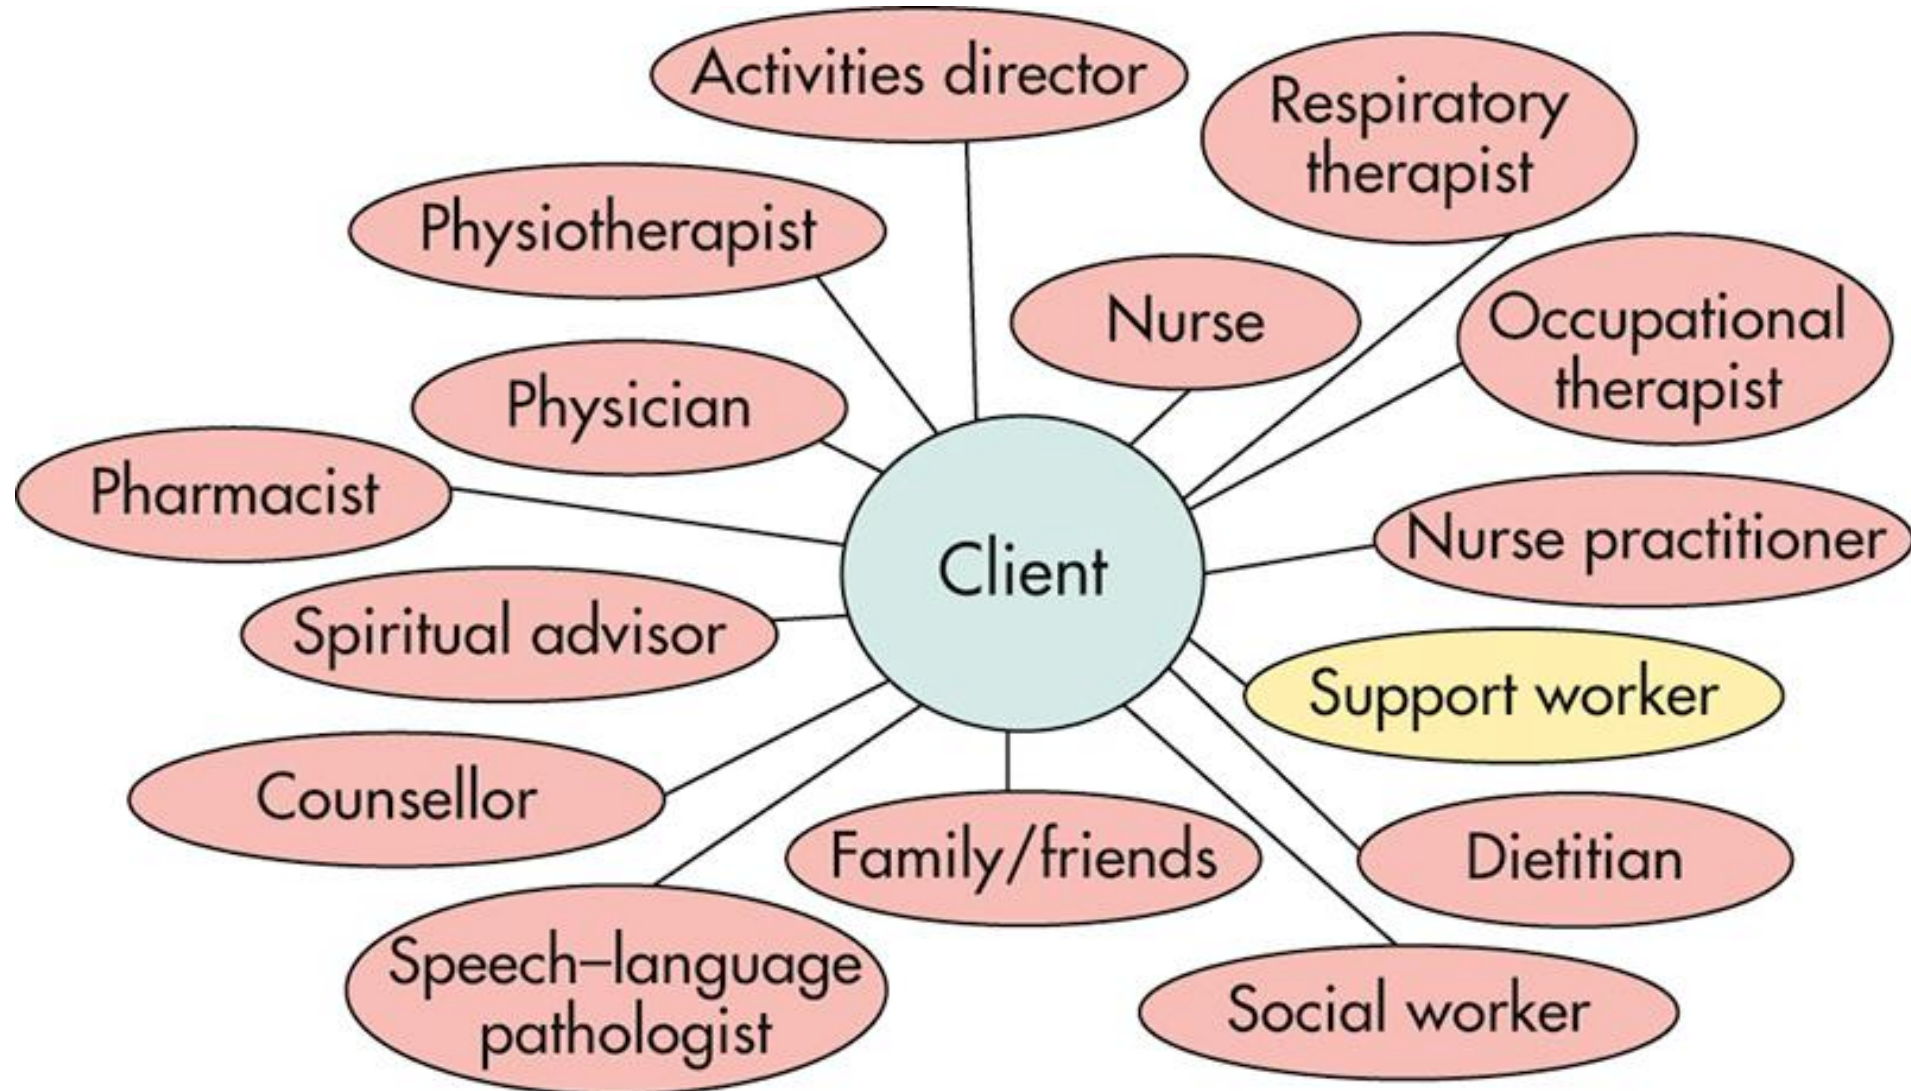 Activities director
Respiratory
therapist
Physiotherapist
Nurse
Occupational
therapist
Physician
Pharmacist
Client
Nurse practitioner
Spiritual advisor
Support worker
Counsellor
Family/friends
Dietitian
Speech–language
pathologist
Social worker